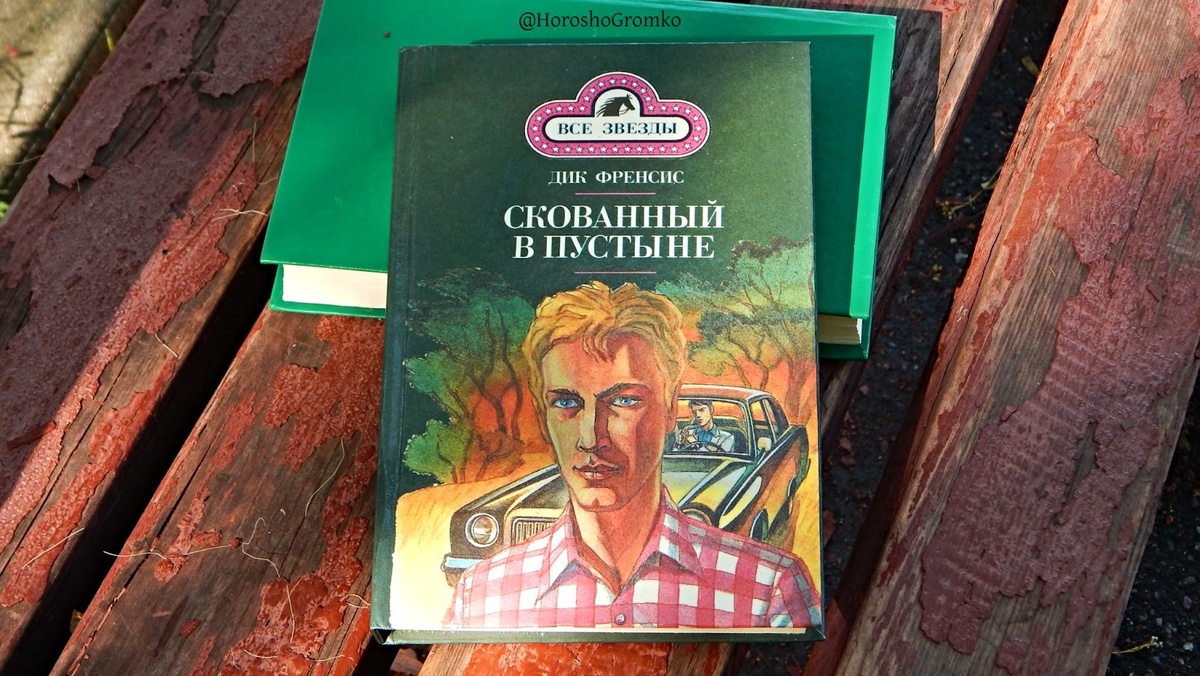 @HoroshoGromko
ВСЕ ЗВЕЗДЫ
ДИК ФРЕНСИС
СКОВАННЫЙ
В ПУСТЫНЕ